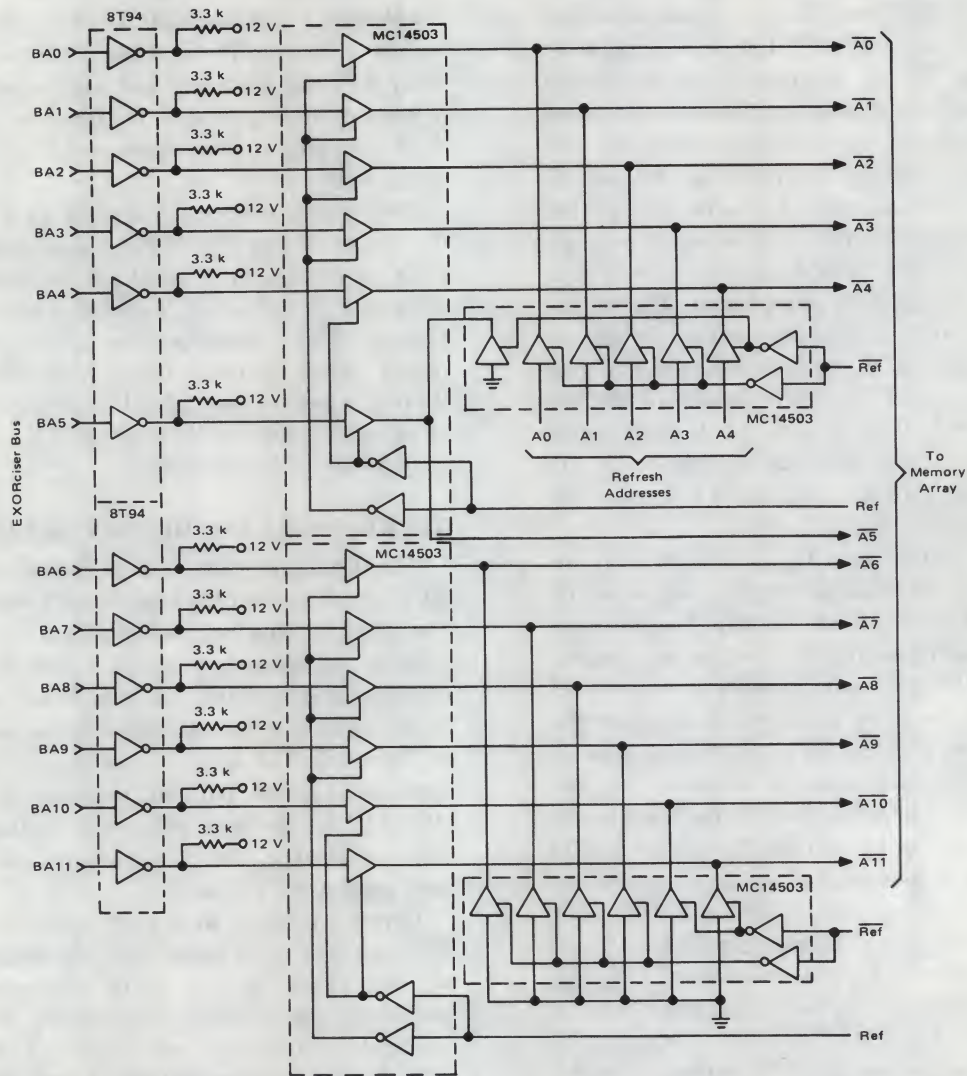 8T94
3.3 k
12 V
MC14503
BA0
A0
3.3 k
12 V
BA1
A1
3.3 k
12 V
BA2
A2
3.3 k
12 V
BA3
A3
3.3 k
12 V
BA4
A4
Ref
3.3 k
12 V
MC14503
BA5
A0 A1 A2 A3 A4
Refresh
Addresses
To
Memory
Array
EXORciser Bus
Ref
8T94
A5
3.3 k
12 V
MC14503
BA6
A6
3.3 k
12 V
BA7
A7
3.3 k
12 V
BA8
A8
3.3 k
12 V
BA9
A9
3.3 k
12 V
BA10
A10
3.3 k
12 V
BA11
A11
MC14503
Ref
Ref